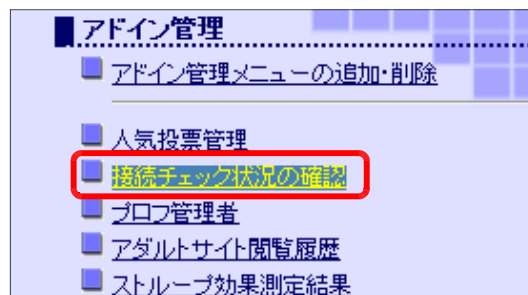 アドイン管理
アドイン管理メニューの追加・削除
人気投票管理
接続チェック状況の確認
プロフ管理者
アダルトサイト閲覧履歴
ストループ効果測定結果